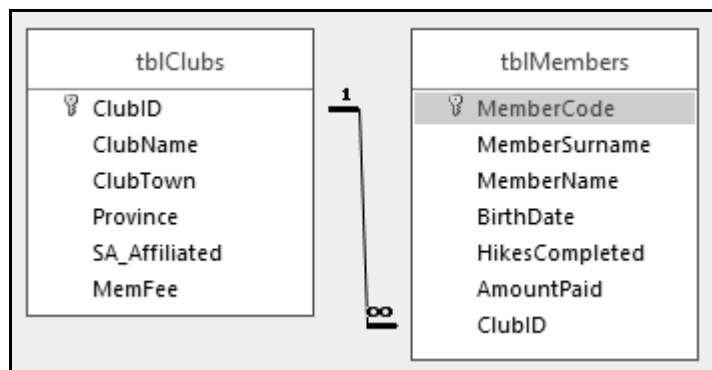 tblClubs
ClubID
ClubName
ClubTown
Province
SA_Affiliated
MemFee
1
∞
tblMembers
MemberCode
MemberSurname
MemberName
BirthDate
HikesCompleted
AmountPaid
ClubID